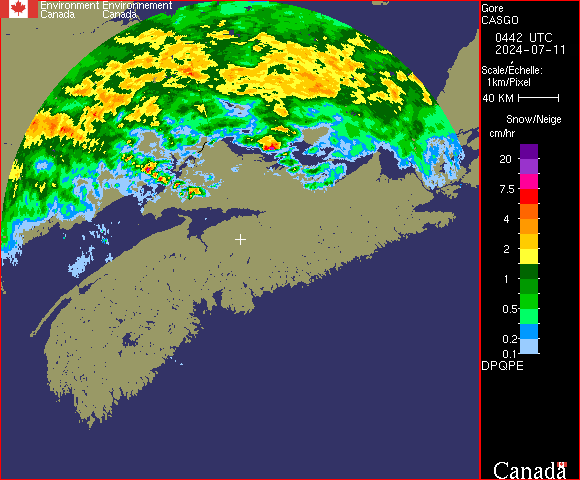 Environment Environnement
Canada Canada
Gore
CASGO
0442 UTC
2024-07-11
Scale/Échelle:
1km/Pixel
40 KM
Snow/Neige
cm/hr
20
7.5
4
2
1
0.5
0.2
0.1
DPQPE
Canada